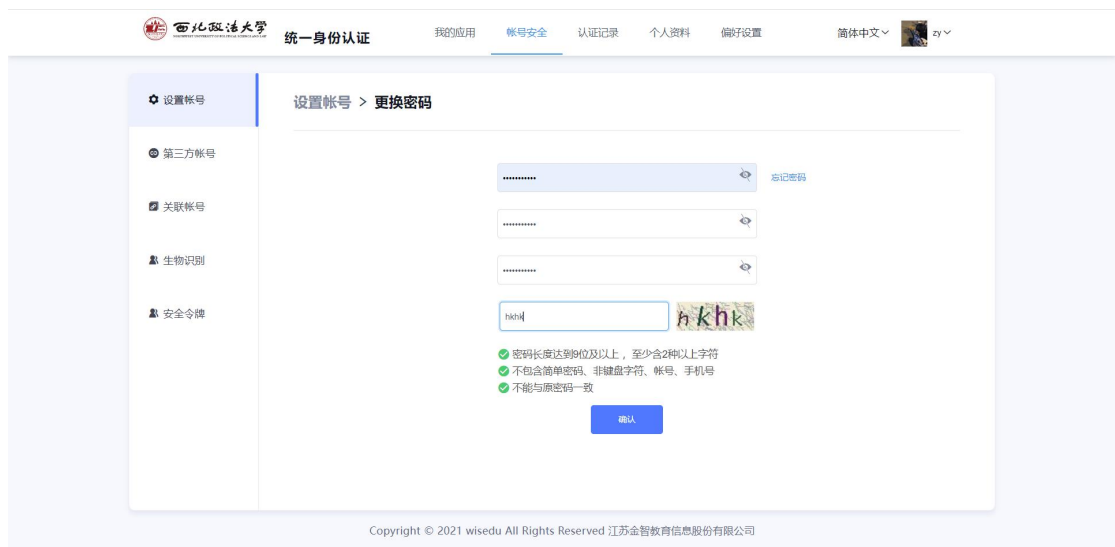 西北政法大学 统一身份认证 我的应用 帐号安全 认证记录 个人资料 偏好设置 简体中文 zy
设置帐号
设置帐号 > 更换密码
第三方帐号
忘记密码
关联帐号
生物识别
hkhk hkhk
安全令牌
密码长度达到9位及以上，至少含2种以上字符
不包含简单密码、非键盘字符、帐号、手机号
不能与原密码一致
确认
Copyright © 2021 wisedu All Rights Reserved 江苏金智教育信息股份有限公司